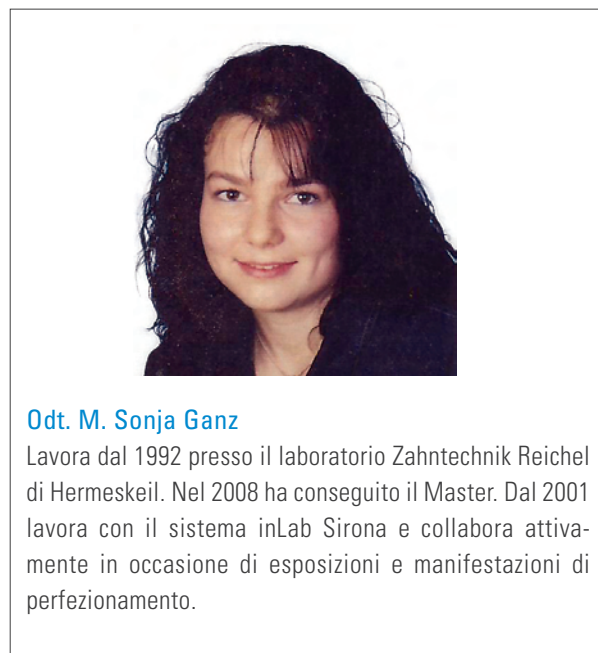 Odt. M. Sonja Ganz
Lavora dal 1992 presso il laboratorio Zahntechnik Reichel
di Hermeskeil. Nel 2008 ha conseguito il Master. Dal 2001
lavora con il sistema inLab Sirona e collabora attiva-
mente in occasione di esposizioni e manifestazioni di
perfezionamento.